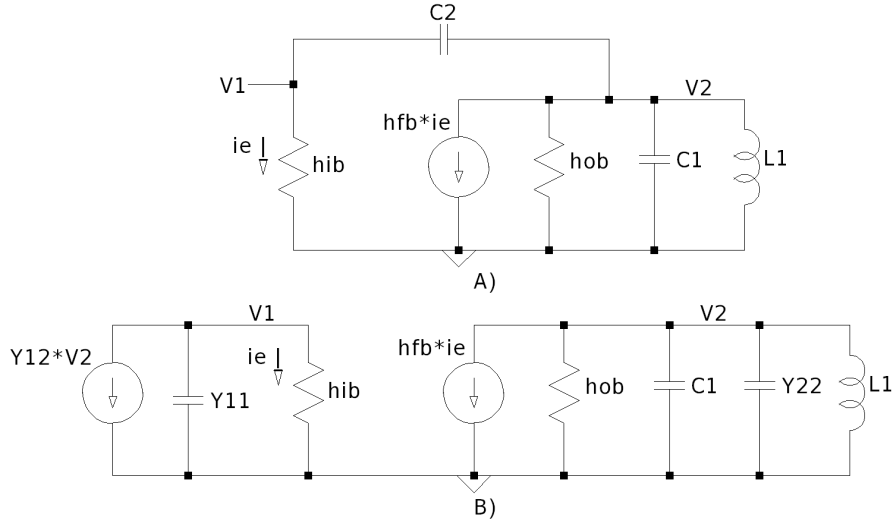 C2
V1
V2
hfb*ie
ie
hib
hob
C1
L1
A)
V1
V2
Y12*V2
ie
hfb*ie
Y11
hib
hob
C1
Y22
L1
B)